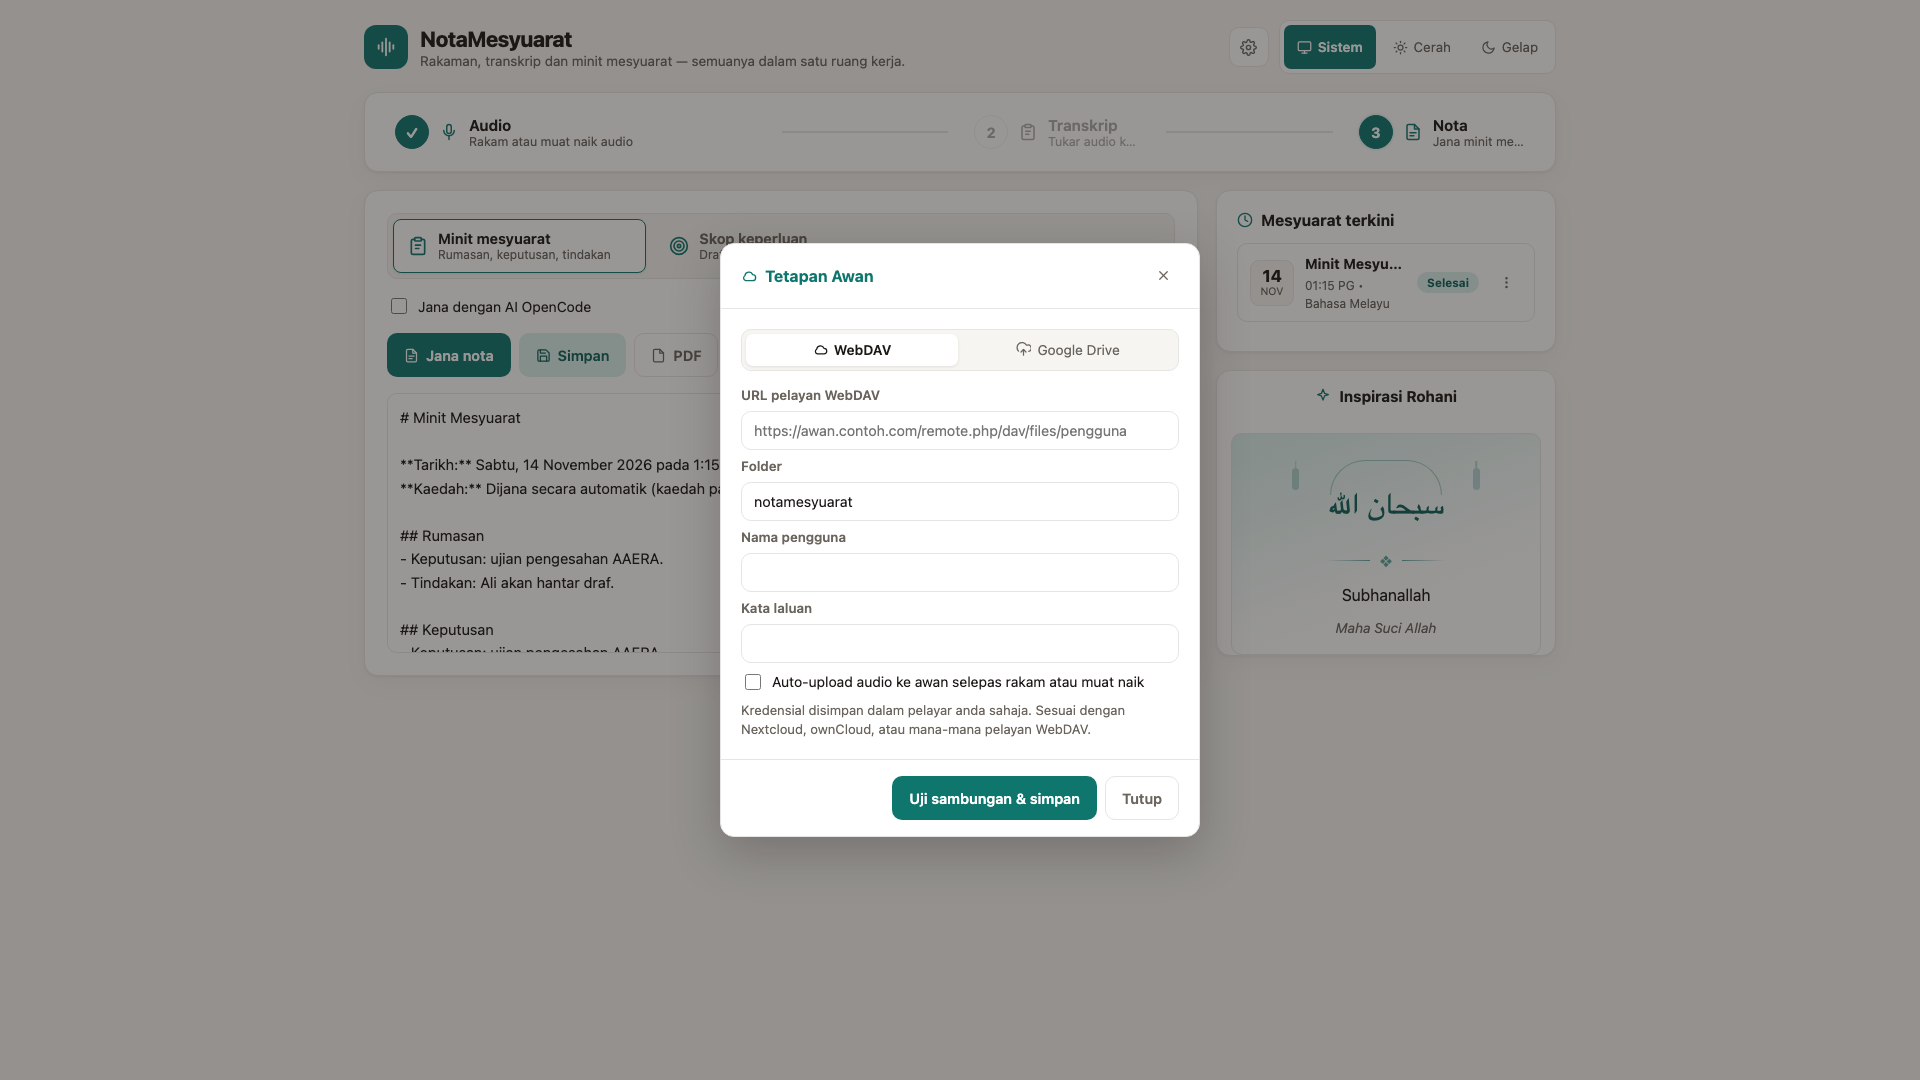 NotaMesyuarat
Rakaman, transkrip dan minit mesyuarat — semuanya dalam satu ruang kerja.
Sistem
Cerah
Gelap
Audio
Rakam atau muat naik audio
2
Transkrip
Tukar audio k...
3
Nota
Jana minit me...
Minit mesyuarat
Rumasan, keputusan, tindakan
Skop keperluan
Dra
Jana dengan AI OpenCode
Jana nota
Simpan
PDF
# Minit Mesyuarat
**Tarikh:** Sabtu, 14 November 2026 pada 1:15
**Kaedah:** Dijana secara automatik (kaedah pa
## Rumasan
- Keputusan: ujian pengesahan AAERA.
- Tindakan: Ali akan hantar draf.
## Keputusan
- Keputusan: ujian pengesahan AAERA.
Tetapan Awan
WebDAV
Google Drive
URL pelayan WebDAV
https://awan.contoh.com/remote.php/dav/files/pengguna
Folder
notamesyuarat
Nama pengguna
Kata laluan
Auto-upload audio ke awan selepas rakam atau muat naik
Kredensial disimpan dalam pelayar anda sahaja. Sesuai dengan
Nextcloud, ownCloud, atau mana-mana pelayan WebDAV.
Uji sambungan & simpan
Tutup
Mesyuarat terkini
14
NOV
Minit Mesyu...
01:15 PG •
Bahasa Melayu
Selesai
Inspirasi Rohani
سبحان الله
Subhanallah
Maha Suci Allah